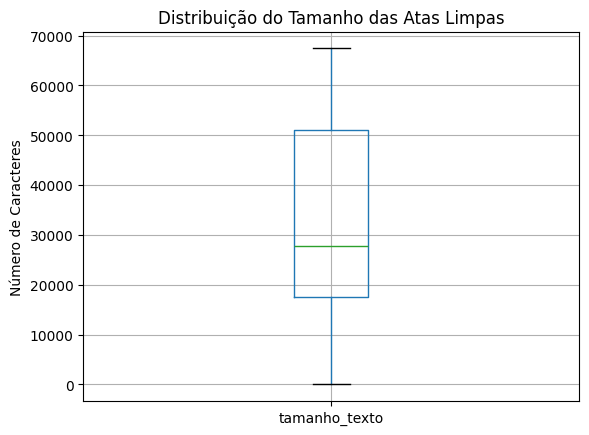 Distribuição do Tamanho das Atas Limpas
Número de Caracteres
70000
60000
50000
40000
30000
20000
10000
0
tamanho_texto